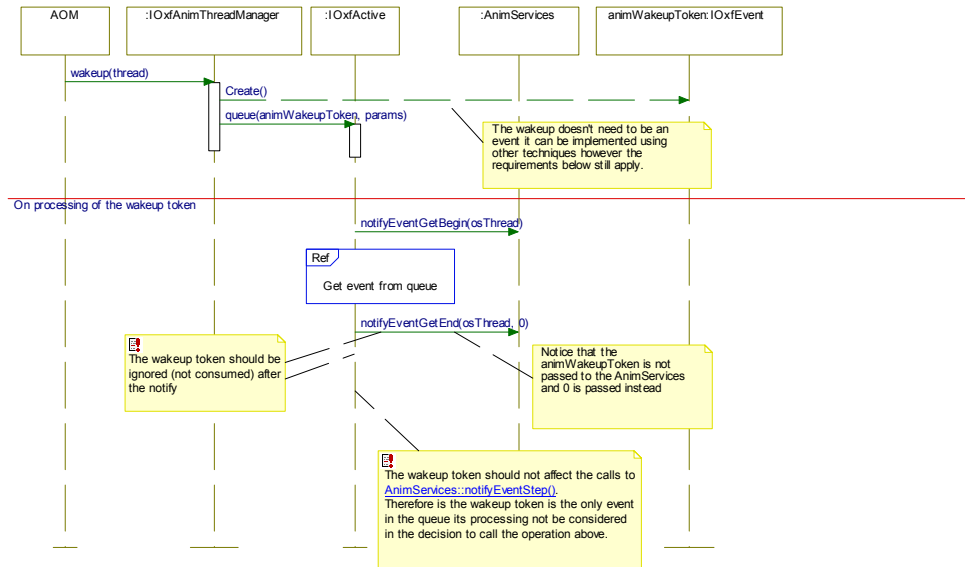 AOM
:IOxfAnimThreadManager
:IOxfActive
:AnimServices
animWakeupToken:IOxfEvent
wakeup(thread)
Create()
queue(animWakeupToken, params)
The wakeup doesn't need to be an
event it can be implemented using
other techniques however the
requirements below still apply.
On processing of the wakeup token
notifyEventGetBegin(osThread)
Ref
Get event from queue
notifyEventGetEnd(osThread, 0)
The wakeup token should be
ignored (not consumed) after
the notify
Notice that the
animWakeupToken is not
passed to the AnimServices
and 0 is passed instead
The wakeup token should not affect the calls to
AnimServices::notifyEventStep().
Therefore is the wakeup token is the only event
in the queue its processing not be considered
in the decision to call the operation above.